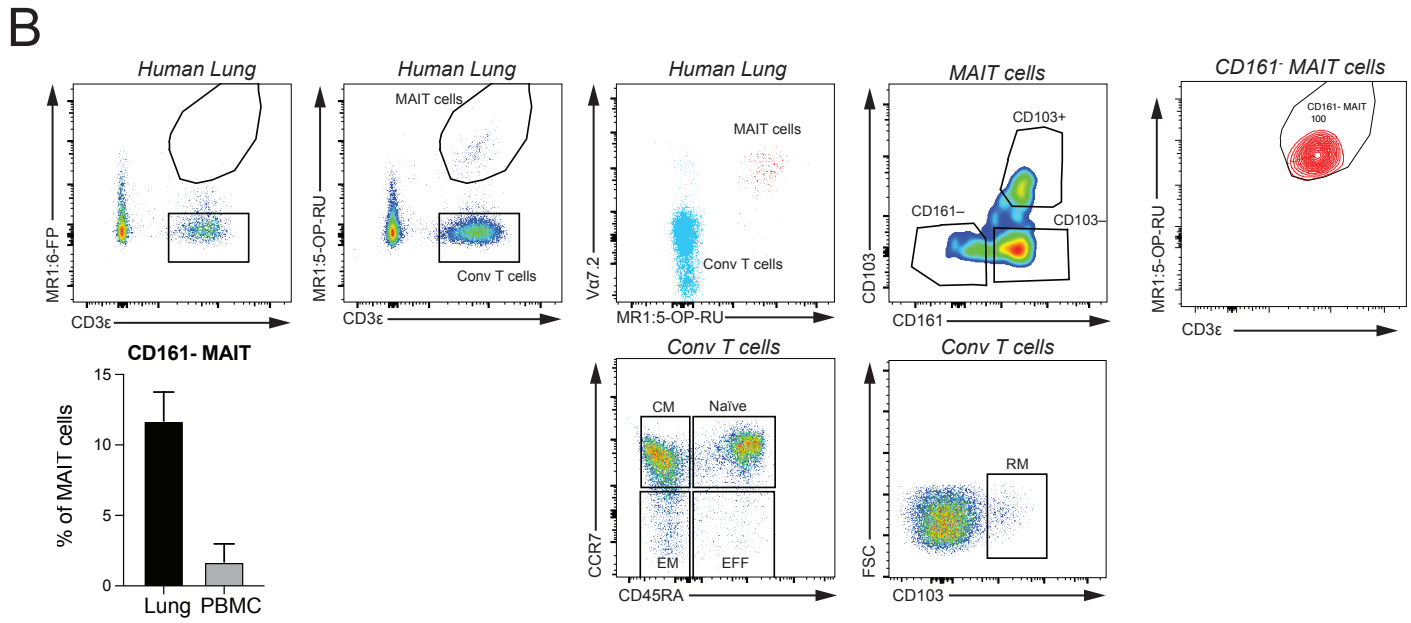 B
Human Lung
MR1:6-FP
CD3ε
Human Lung
MAIT cells
Conv T cells
MR1:5-OP-RU
CD3ε
Human Lung
MAIT cells
Conv T cells
Vα7.2
MR1:5-OP-RU
MAIT cells
CD103+
CD161–
CD103–
CD103
CD161
CD161- MAIT cells
CD161- MAIT
100
MR1:5-OP-RU
CD3ε
CD161- MAIT
% of MAIT cells
15
10
5
0
Lung PBMC
Conv T cells
CM
Naïve
EM
EFF
CCR7
CD45RA
Conv T cells
RM
FSC
CD103